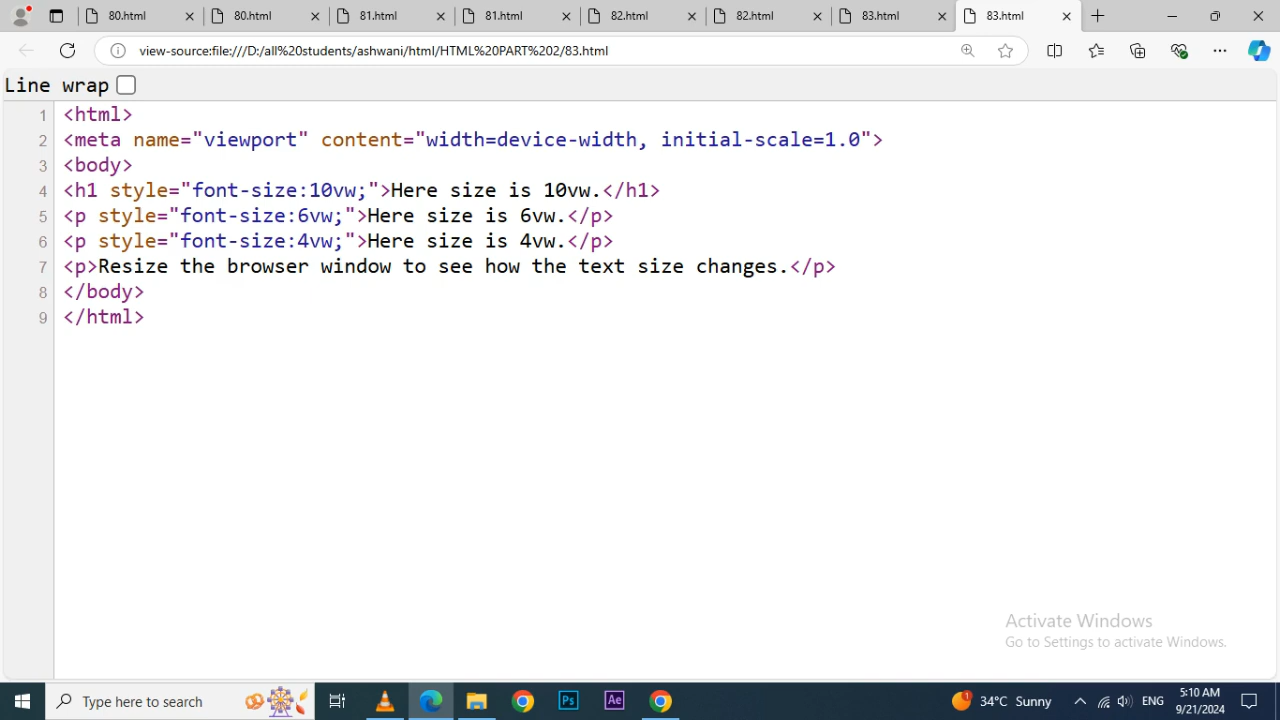 80.html 80.html 81.html 81.html 82.html 82.html 83.html 83.html
view-source:file:///D:/all%20students/ashwani/html/HTML%20PART%202/83.html
Line wrap
1 <html>
2 <meta name="viewport" content="width=device-width, initial-scale=1.0">
3 <body>
4 <h1 style="font-size:10vw;">Here size is 10vw.</h1>
5 <p style="font-size:6vw;">Here size is 6vw.</p>
6 <p style="font-size:4vw;">Here size is 4vw.</p>
7 <p>Resize the browser window to see how the text size changes.</p>
8 </body>
9 </html>
Activate Windows
Go to Settings to activate Windows.
Type here to search Ps Ae 1 34°C Sunny ENG 5:10 AM
9/21/2024